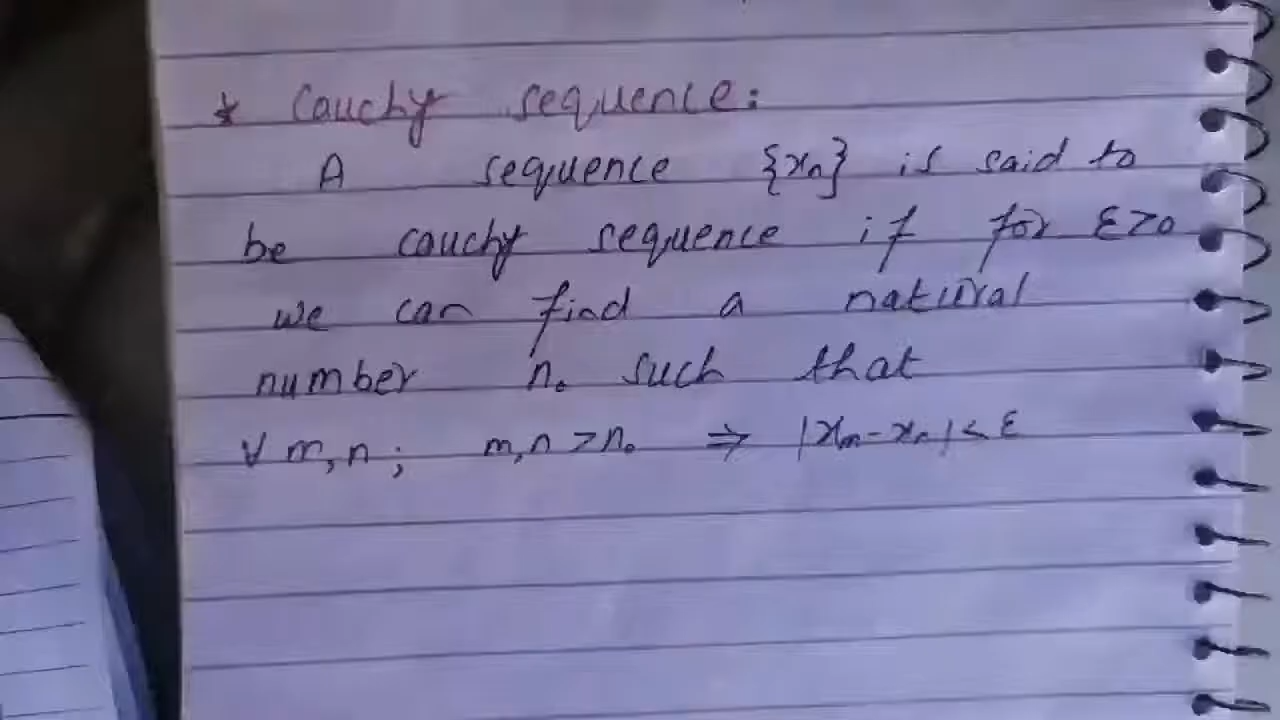 * Cauchy sequence:
A sequence {xₙ} is said to
be cauchy sequence if for ε>0
we can find a natural
number n₀ such that
∀ m,n; m,n > n₀ ⇒ |xₘ-xₙ| < ε